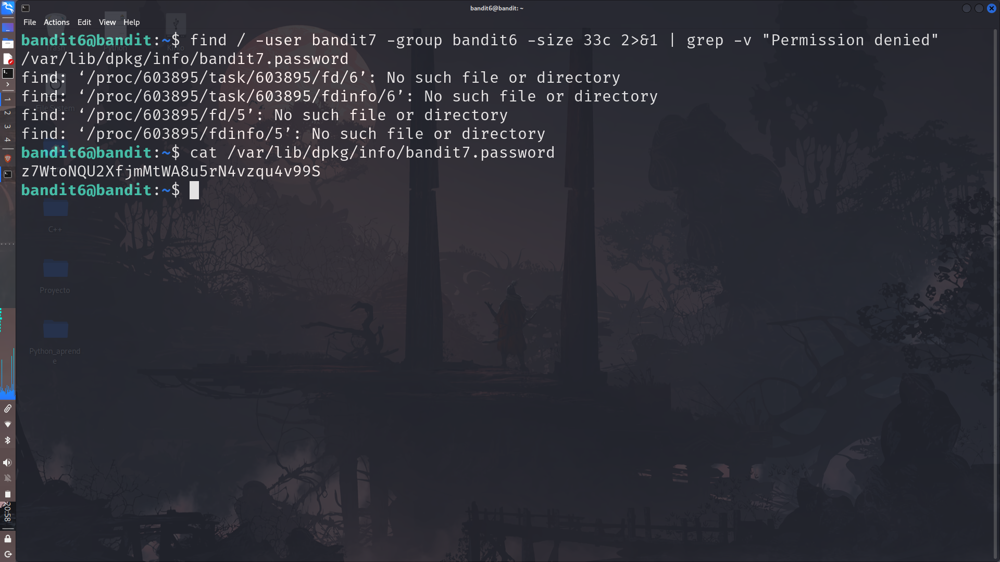 bandit6@bandit: ~
File Actions Edit View Help
bandit6@bandit:~$ find / -user bandit7 -group bandit6 -size 33c 2>&1 | grep -v "Permission denied"
/var/lib/dpkg/info/bandit7.password
find: ‘/proc/603895/task/603895/fd/6’: No such file or directory
find: ‘/proc/603895/task/603895/fdinfo/6’: No such file or directory
find: ‘/proc/603895/fd/5’: No such file or directory
find: ‘/proc/603895/fdinfo/5’: No such file or directory
bandit6@bandit:~$ cat /var/lib/dpkg/info/bandit7.password
z7WtoNQU2XfjmMtWA8u5rN4vzqu4v99S
bandit6@bandit:~$
Trash
Python
File System
C++
Proyecto
Python_aprend
e
1
2
3
4
20:58